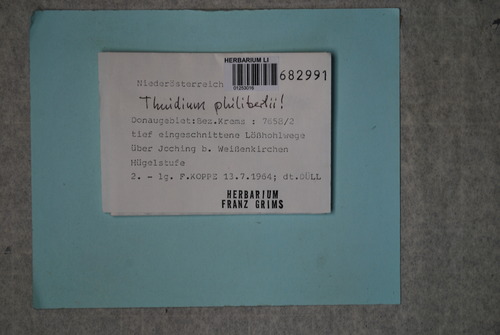 HERBARIUM LI
682991
Niederösterreich
Thuidium philibertii!
Donaugebiet:Bez.Krems : 7658/2
tief eingeschnittene Lößhohlwege
über Joching b. Weißenkirchen
Hügelstufe
2. - lg. F.KOPPE 13.7.1964; dt.DÜLL
HERBARIUM
FRANZ GRIMS